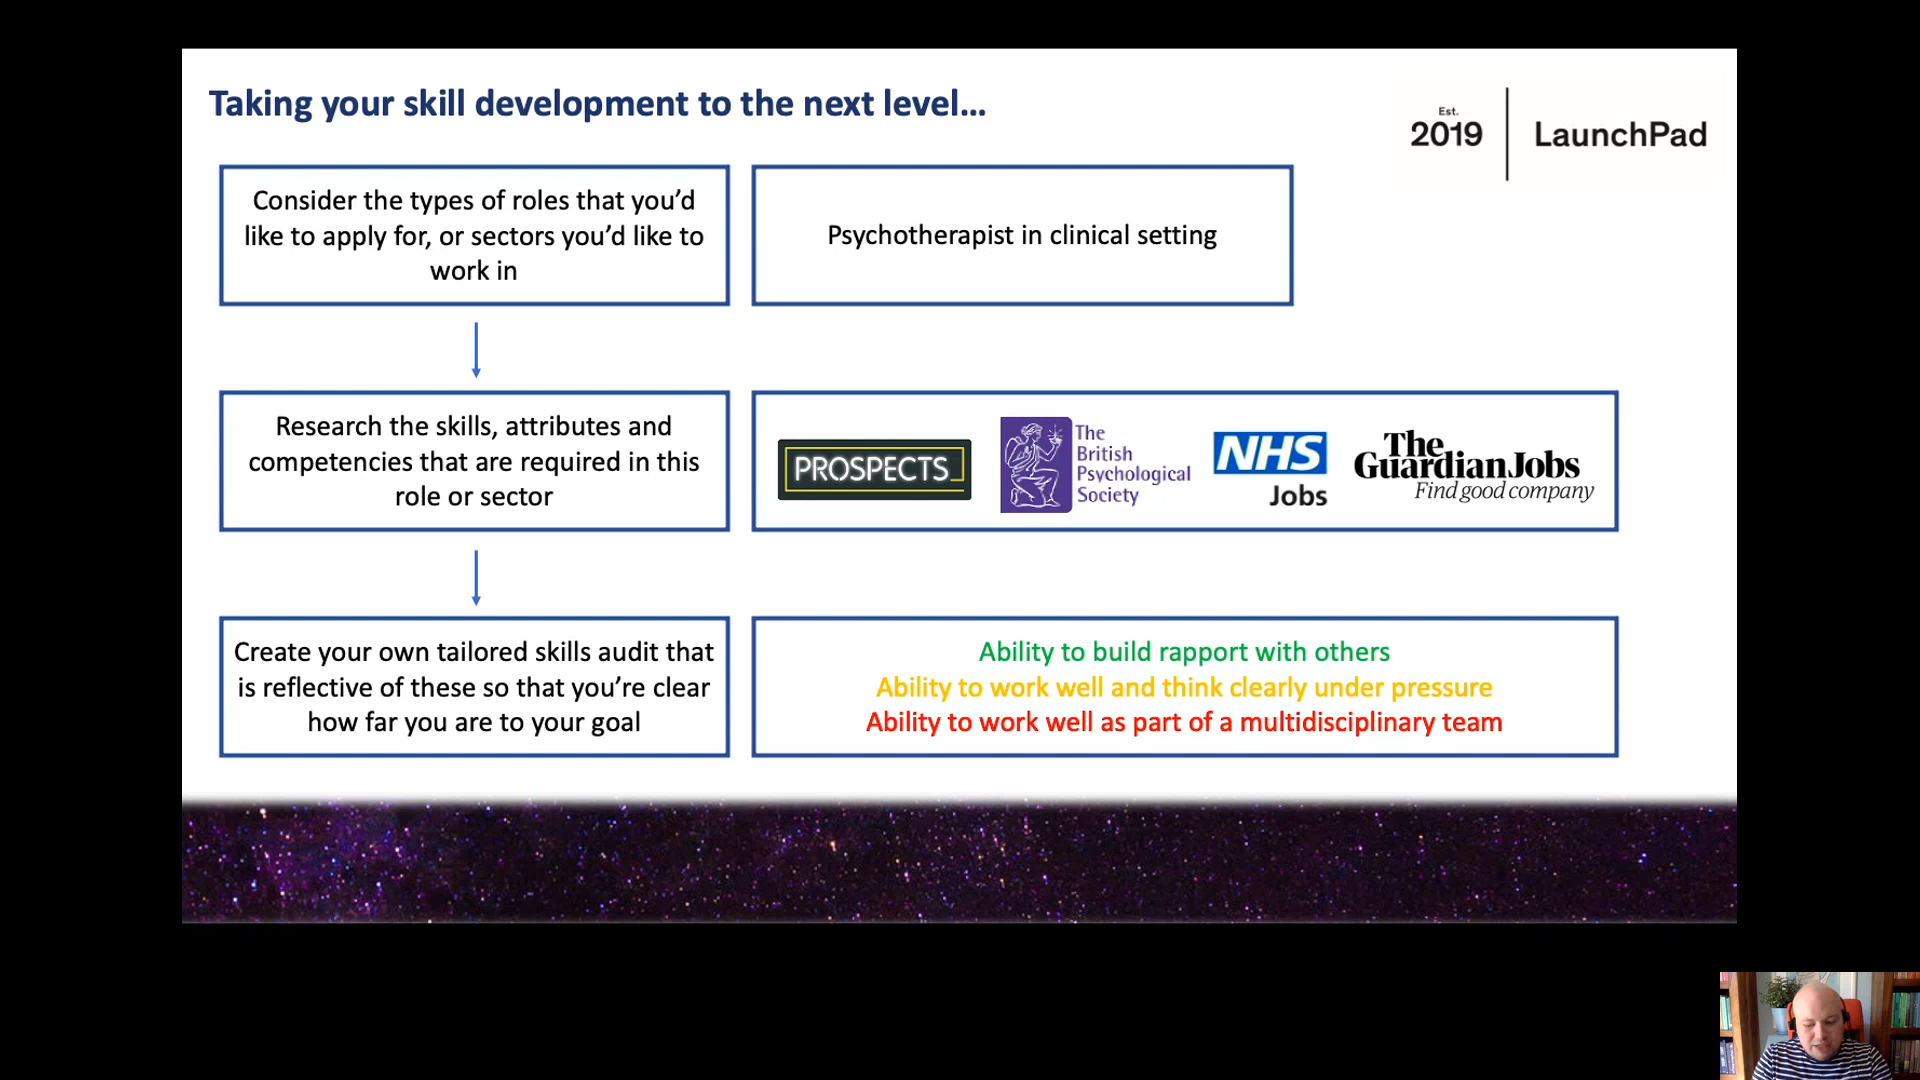 Taking your skill development to the next level...
Est.
2019
LaunchPad
Consider the types of roles that you’d
like to apply for, or sectors you’d like to
work in
Psychotherapist in clinical setting
Research the skills, attributes and
competencies that are required in this
role or sector
PROSPECTS
The
British
Psychological
Society
NHS
Jobs
The
Guardian Jobs
Find good company
Create your own tailored skills audit that
is reflective of these so that you’re clear
how far you are to your goal
Ability to build rapport with others
Ability to work well and think clearly under pressure
Ability to work well as part of a multidisciplinary team